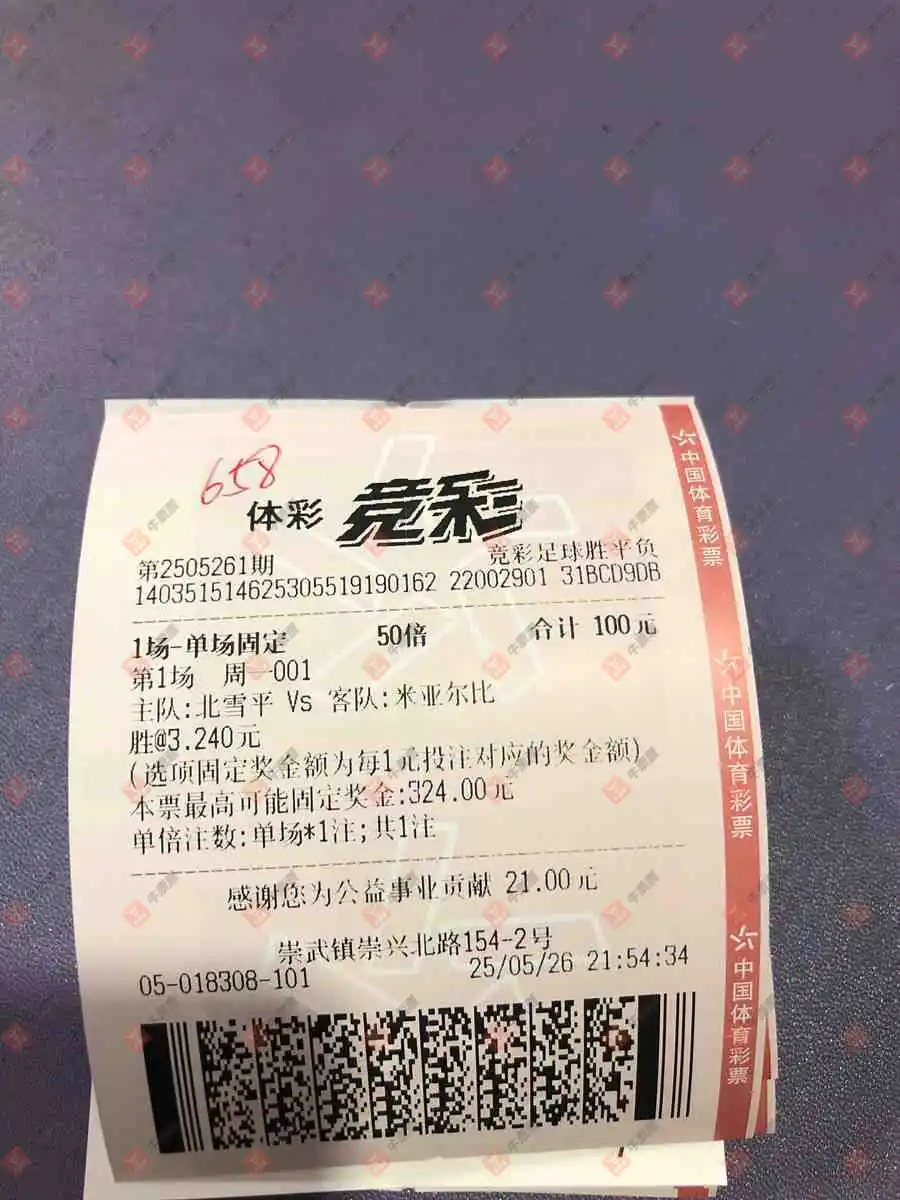 658
体彩 竞彩
第2505261期 竞彩足球胜平负
140351514625305519190162 22002901 31BCD9DB
1场-单场固定 50倍 合计 100元
第1场 周一001
主队:北雪平 Vs 客队:米亚尔比
胜@3.240元
(选项固定奖金额为每1元投注对应的奖金额)
本票最高可能固定奖金:324.00元
单倍注数:单场*1注;共1注
感谢您为公益事业贡献 21.00元
崇武镇崇兴北路154-2号
05-018308-101 25/05/26 21:54:34
中国体育彩票
中国体育彩票
中国体育彩票